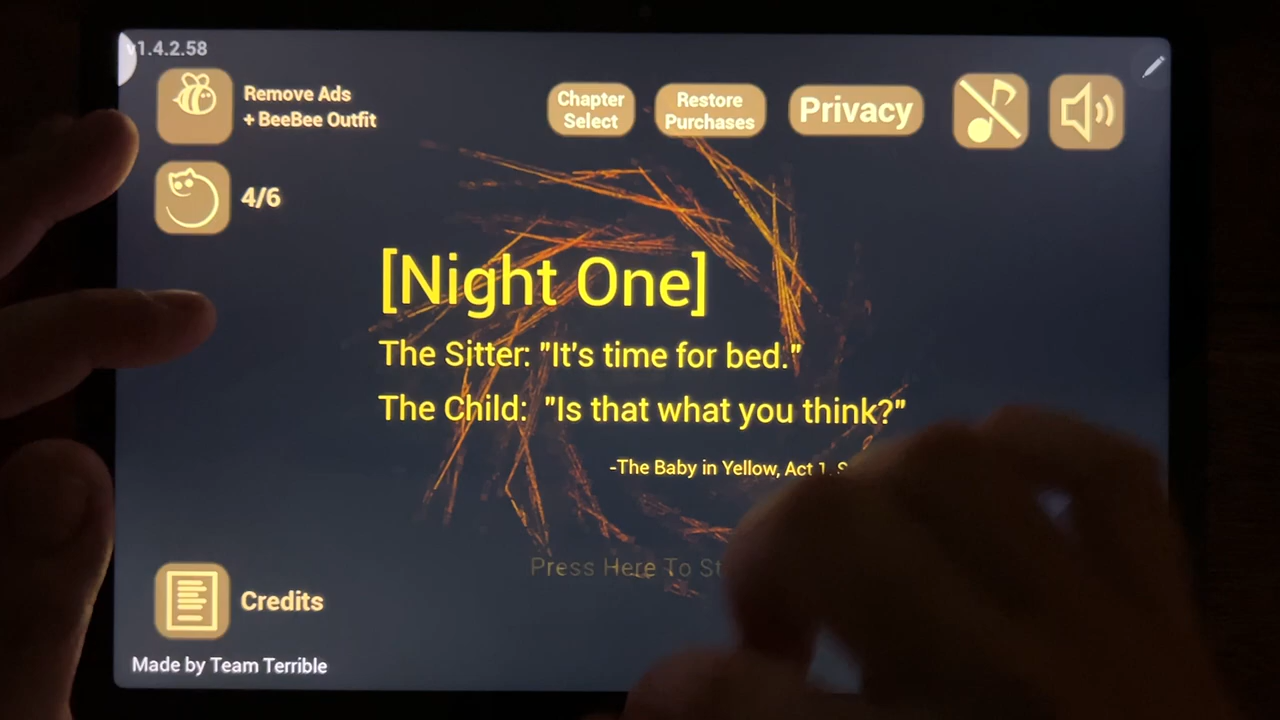 v1.4.2.58
Remove Ads
+ BeeBee Outfit
Chapter
Select
Restore
Purchases
Privacy
4/6
[Night One]
The Sitter: "It's time for bed."
The Child: "Is that what you think?"
-The Baby in Yellow, Act 1,
Press Here To
Credits
Made by Team Terrible